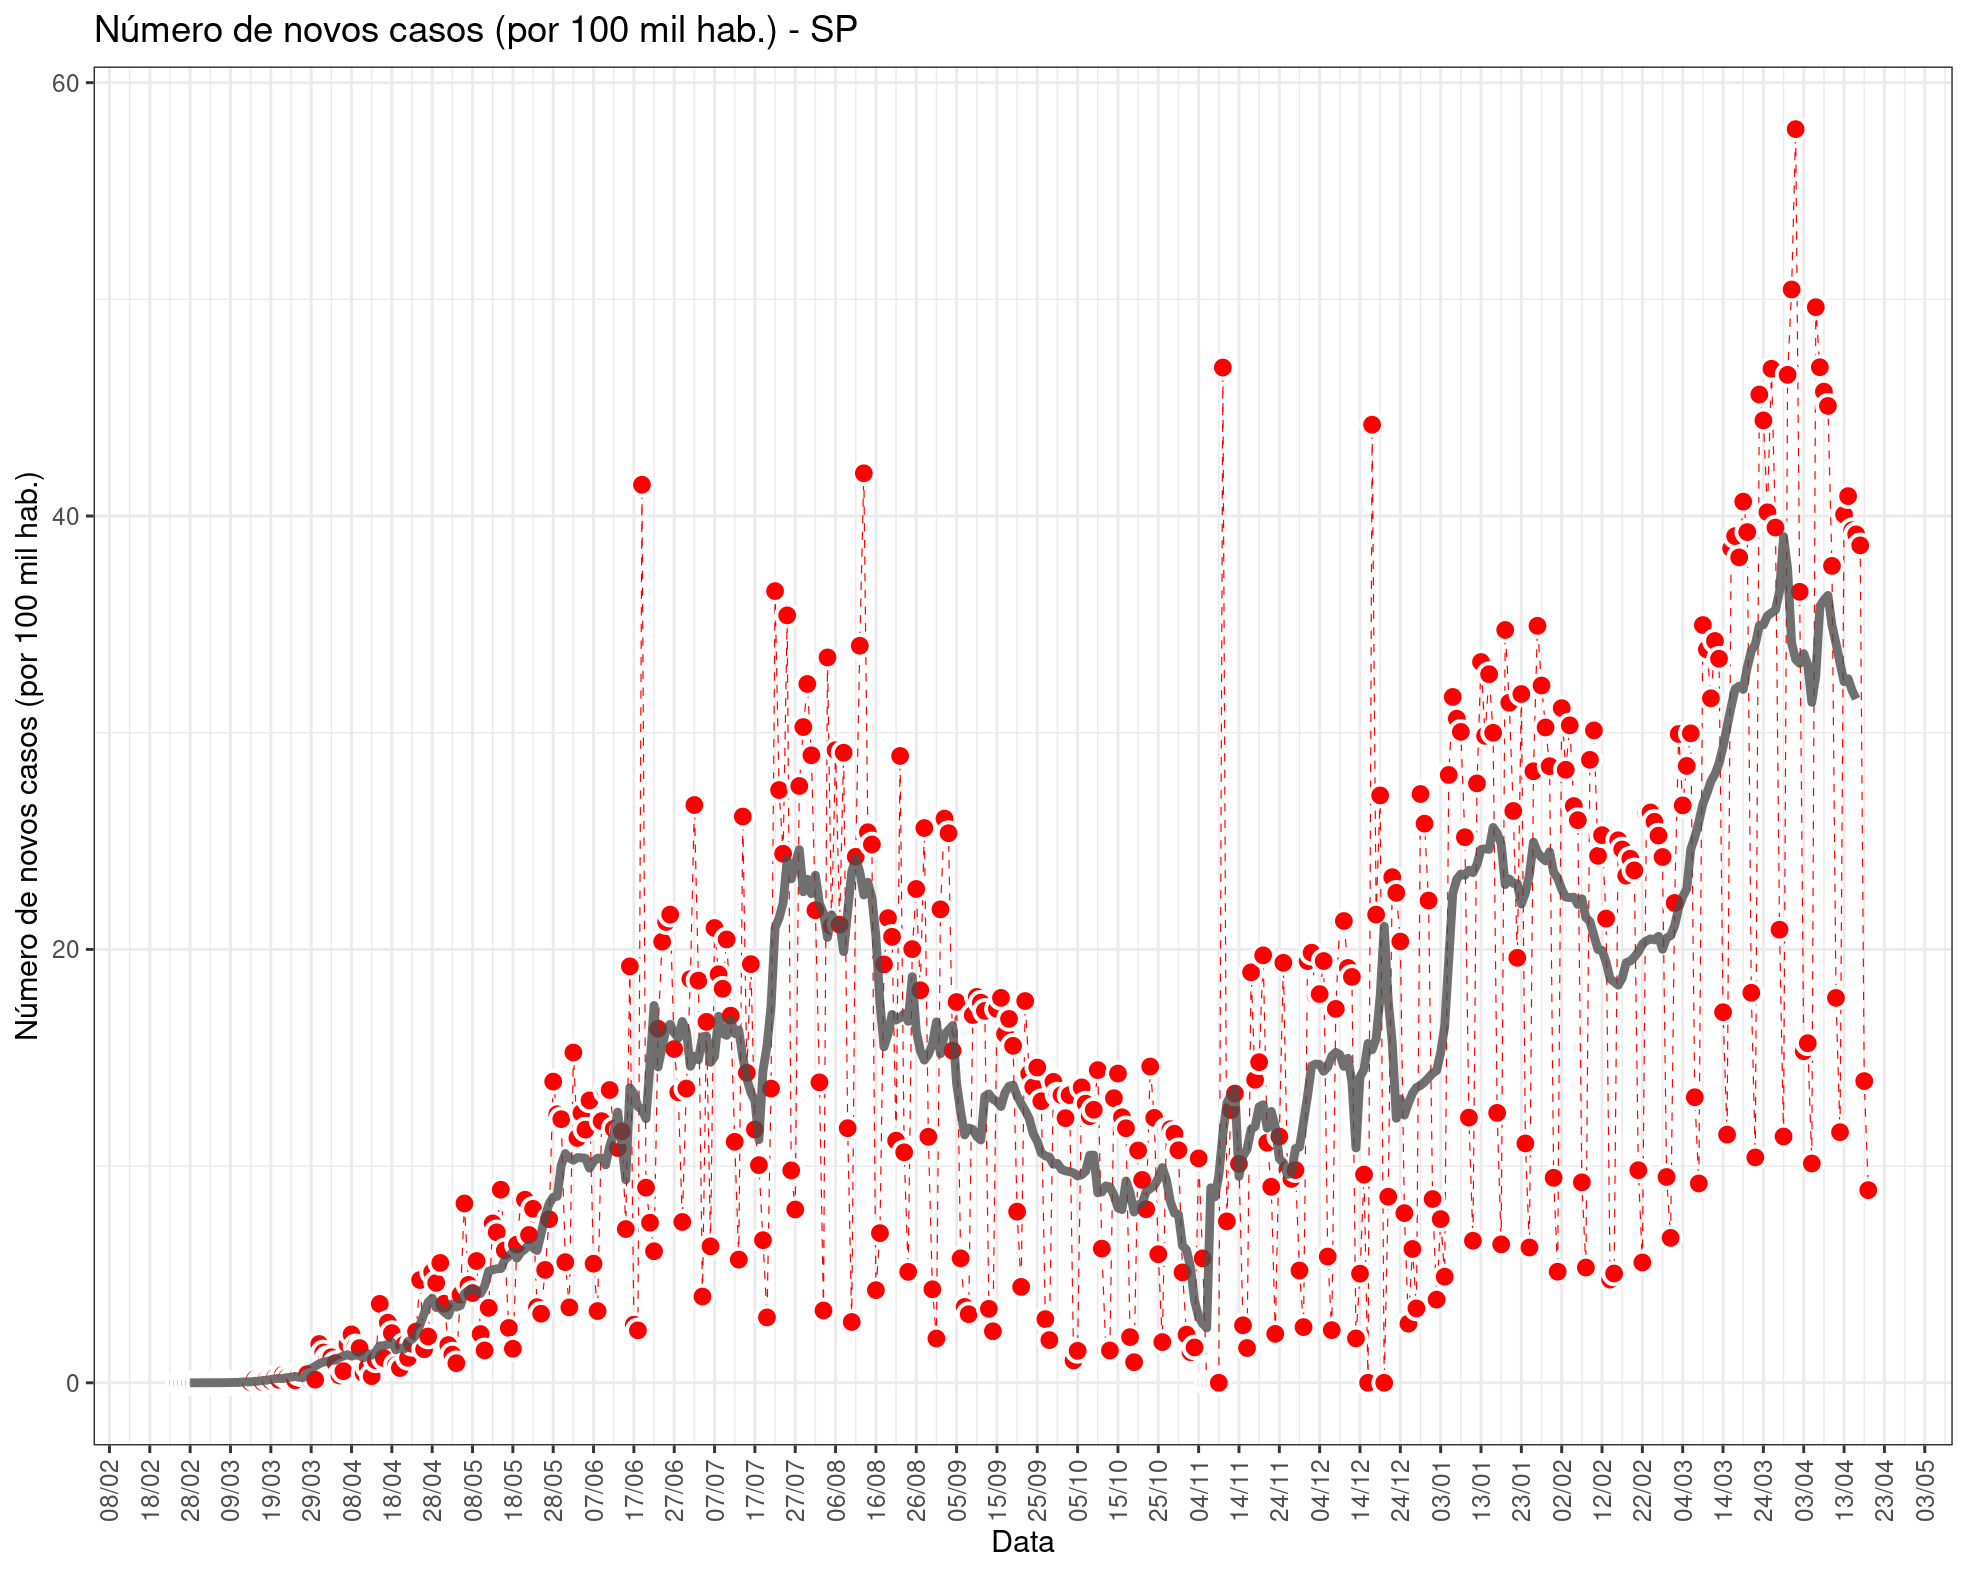 Número de novos casos (por 100 mil hab.) - SP
Número de novos casos (por 100 mil hab.)
60
40
20
0
08/02 18/02 28/02 09/03 19/03 29/03 08/04 18/04 28/04 08/05 18/05 28/05 07/06 17/06 27/06 07/07 17/07 27/07 06/08 16/08 26/08 05/09 15/09 25/09 05/10 15/10 25/10 04/11 14/11 24/11 04/12 14/12 24/12 03/01 13/01 23/01 02/02 12/02 22/02 04/03 14/03 24/03 03/04 13/04 23/04 03/05
Data